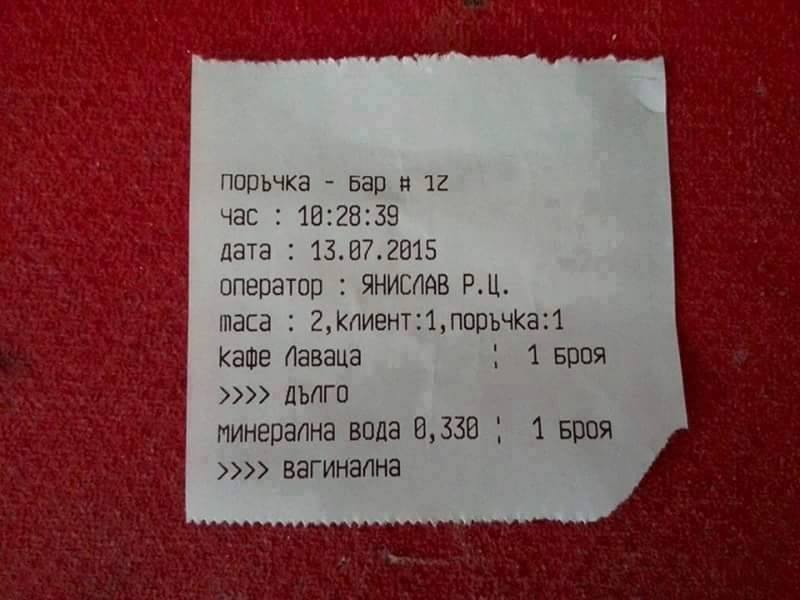 поръчка - бар # 12
час : 10:28:39
дата : 13.07.2015
оператор : ЯНИСЛАВ Р.Ц.
маса : 2,клиент:1,поръчка:1
кафе Лаваца ¦ 1 броя
>>>> дълго
минерална вода 0,330 ¦ 1 броя
>>>> вагинална